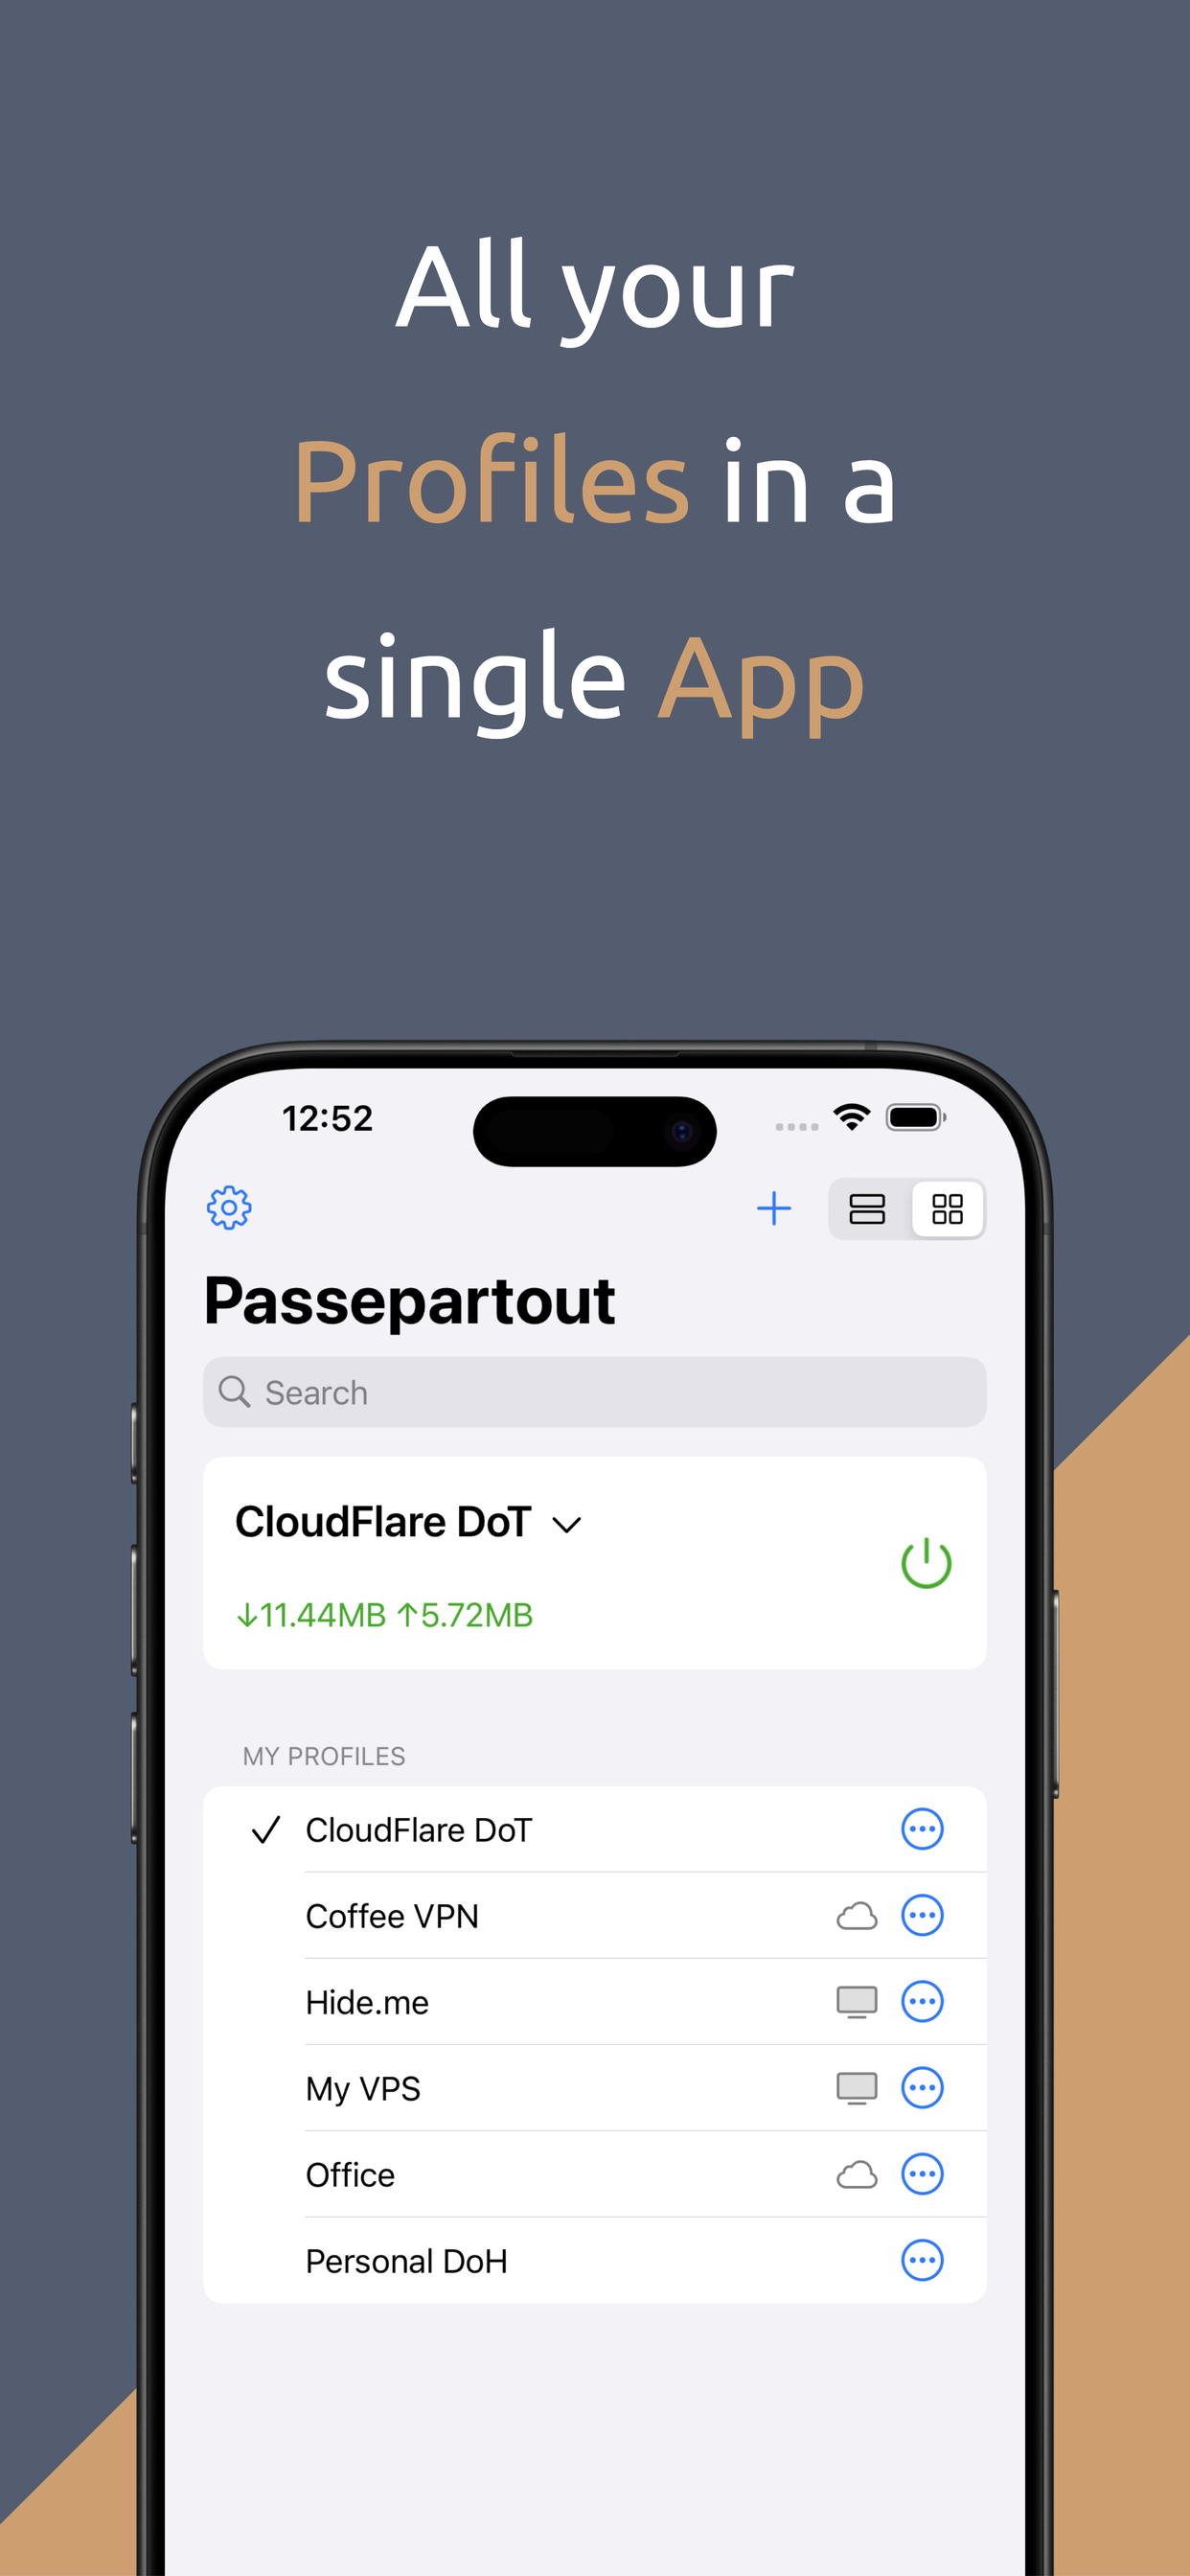 All your
Profiles in a
single App
12:52
Passepartout
Search
CloudFlare DoT
↓11.44MB ↑5.72MB
MY PROFILES
CloudFlare DoT
Coffee VPN
Hide.me
My VPS
Office
Personal DoH